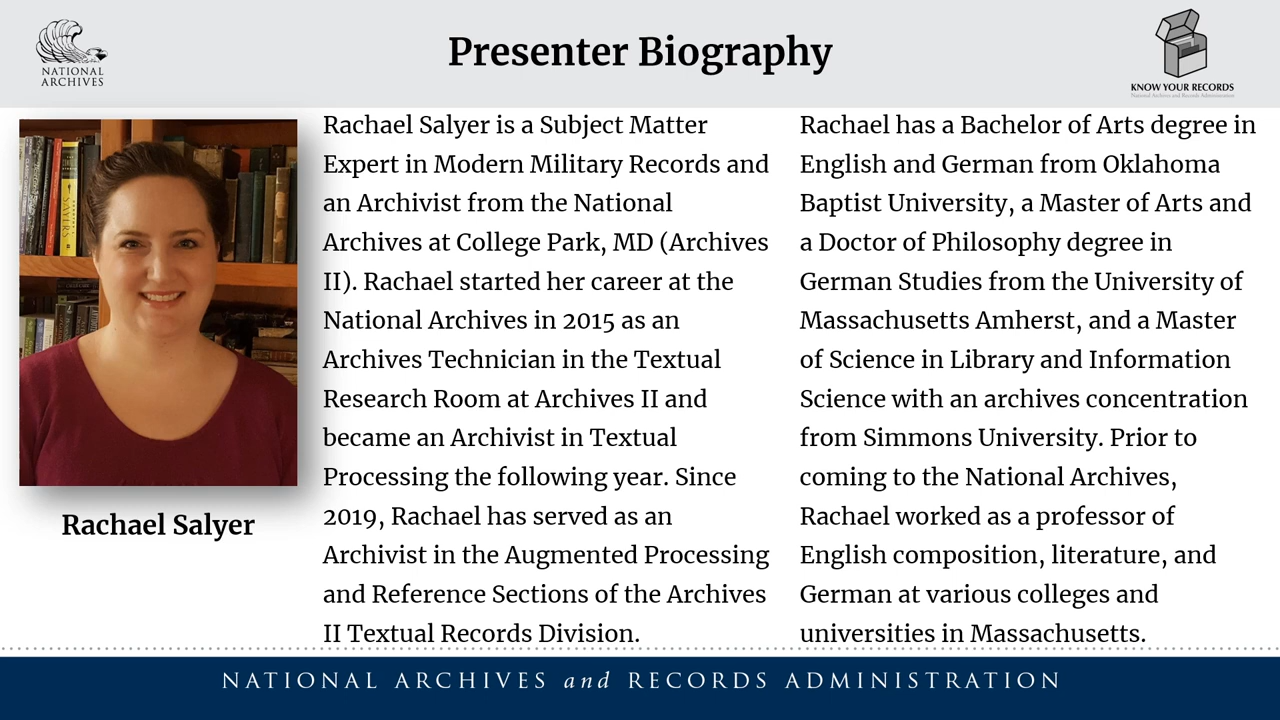 Presenter Biography
NATIONAL
ARCHIVES
KNOW YOUR RECORDS
National Archives and Records Administration
Rachael Salyer is a Subject Matter
Expert in Modern Military Records and
an Archivist from the National
Archives at College Park, MD (Archives
II). Rachael started her career at the
National Archives in 2015 as an
Archives Technician in the Textual
Research Room at Archives II and
became an Archivist in Textual
Processing the following year. Since
2019, Rachael has served as an
Archivist in the Augmented Processing
and Reference Sections of the Archives
II Textual Records Division.
Rachael has a Bachelor of Arts degree in
English and German from Oklahoma
Baptist University, a Master of Arts and
a Doctor of Philosophy degree in
German Studies from the University of
Massachusetts Amherst, and a Master
of Science in Library and Information
Science with an archives concentration
from Simmons University. Prior to
coming to the National Archives,
Rachael worked as a professor of
English composition, literature, and
German at various colleges and
universities in Massachusetts.
SAYERS
Rachael Salyer
NATIONAL ARCHIVES and RECORDS ADMINISTRATION